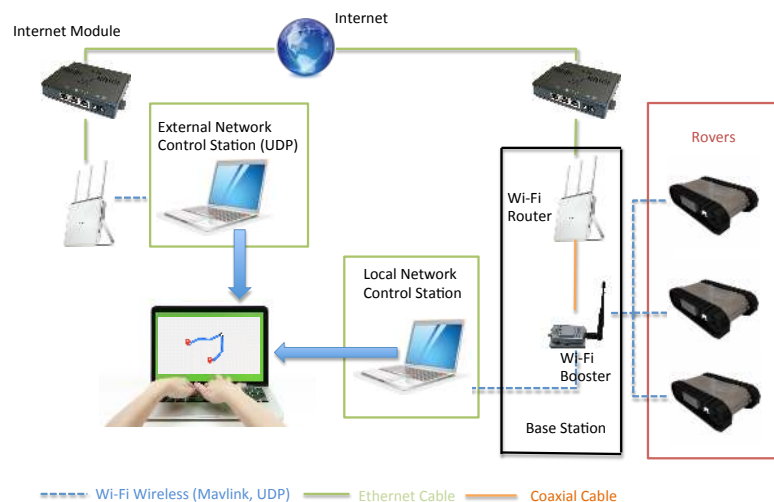 Internet Module
Internet
External Network
Control Station (UDP)
Rovers
Wi-Fi
Router
Local Network
Control Station
Wi-Fi
Booster
Base Station
Wi-Fi Wireless (Mavlink, UDP)
Ethernet Cable
Coaxial Cable